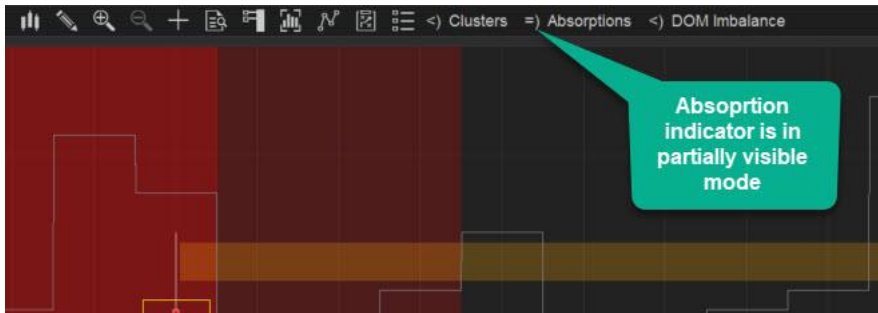 <) Clusters =) Absorptions <) DOM Imbalance
Absoprtion
indicator is in
partially visible
mode